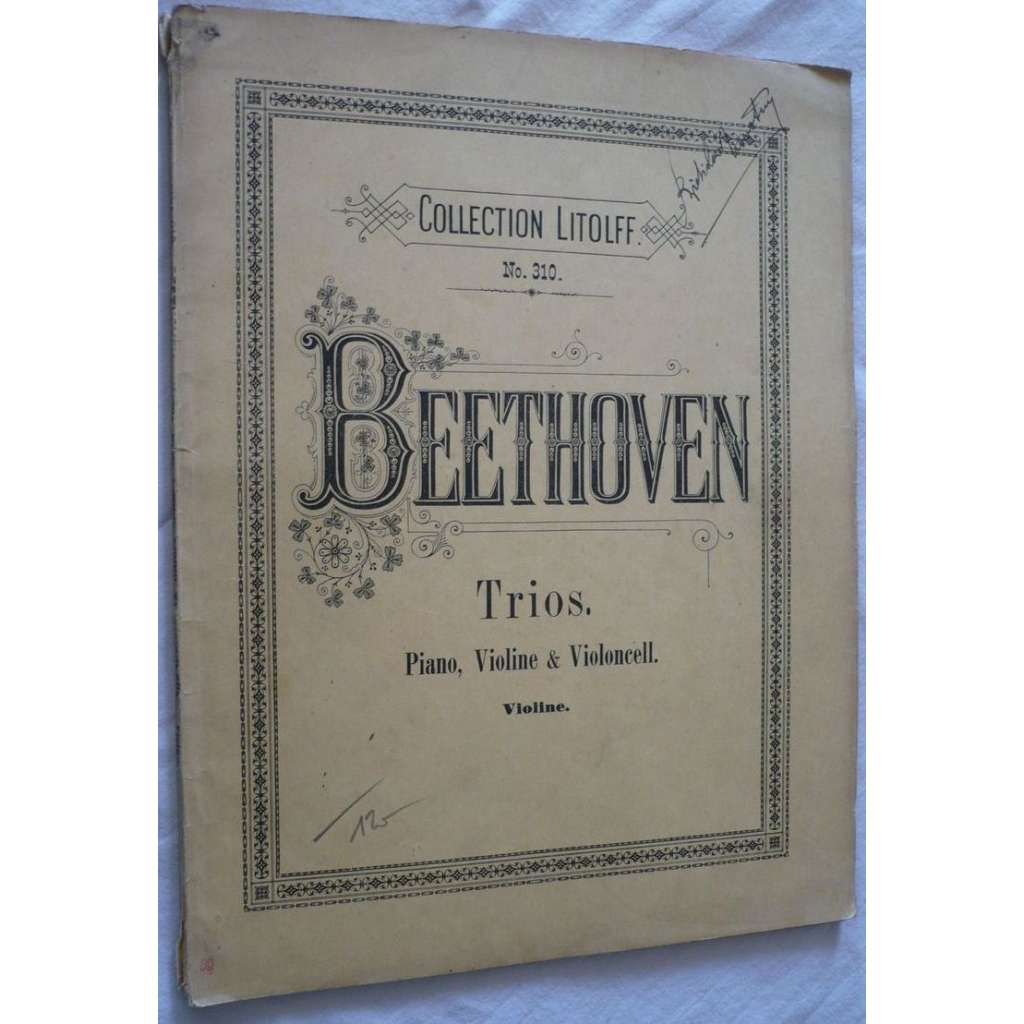 COLLECTION LITOLFF.
No. 310.
BEETHOVEN
Trios.
Piano, Violine & Violoncell.
Violine.